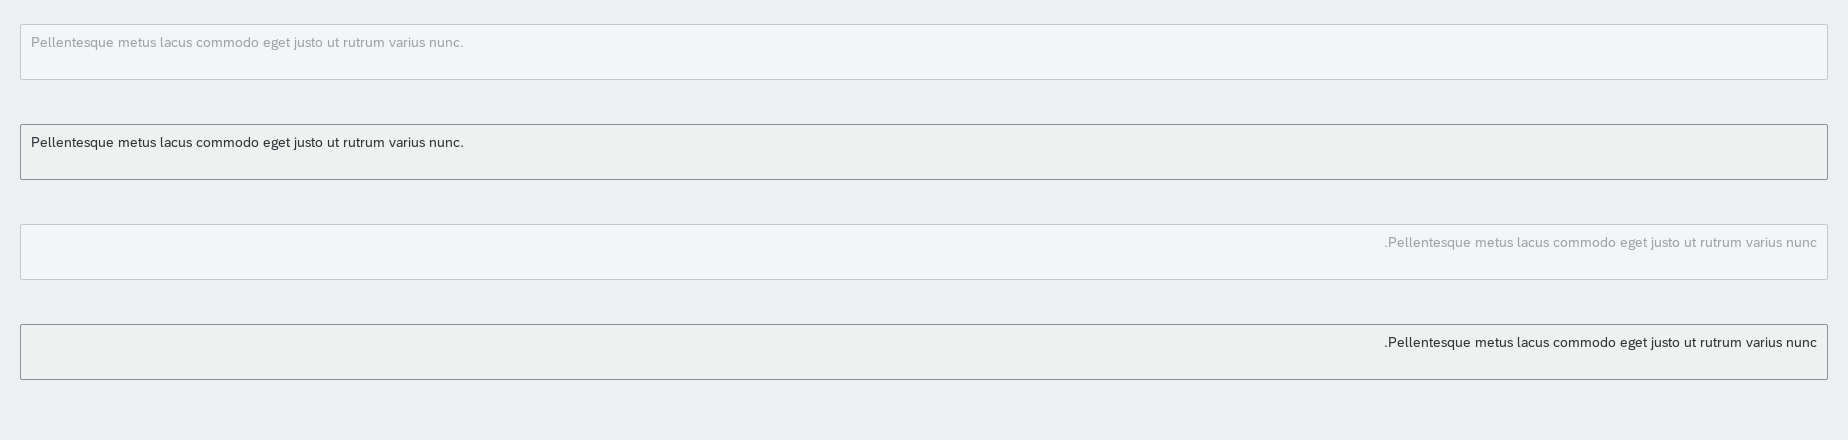 Pellentesque metus lacus commodo eget justo ut rutrum varius nunc.
Pellentesque metus lacus commodo eget justo ut rutrum varius nunc.
.Pellentesque metus lacus commodo eget justo ut rutrum varius nunc
.Pellentesque metus lacus commodo eget justo ut rutrum varius nunc